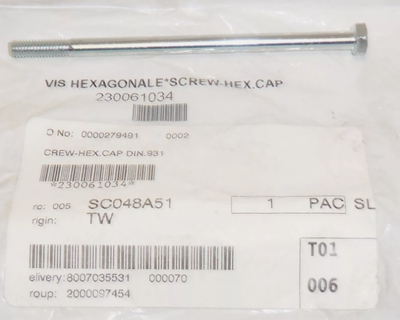 VIS HEXAGONALE*SCREW-HEX.CAP
230061034
O No: 0000279491 0002
CREW-HEX.CAP DIN.931
*230061034*
ro: 005 SC048A51 1 PAC SL
rigin: TW
T01
elivery: 8007035531 000070
006
roup: 2000097454